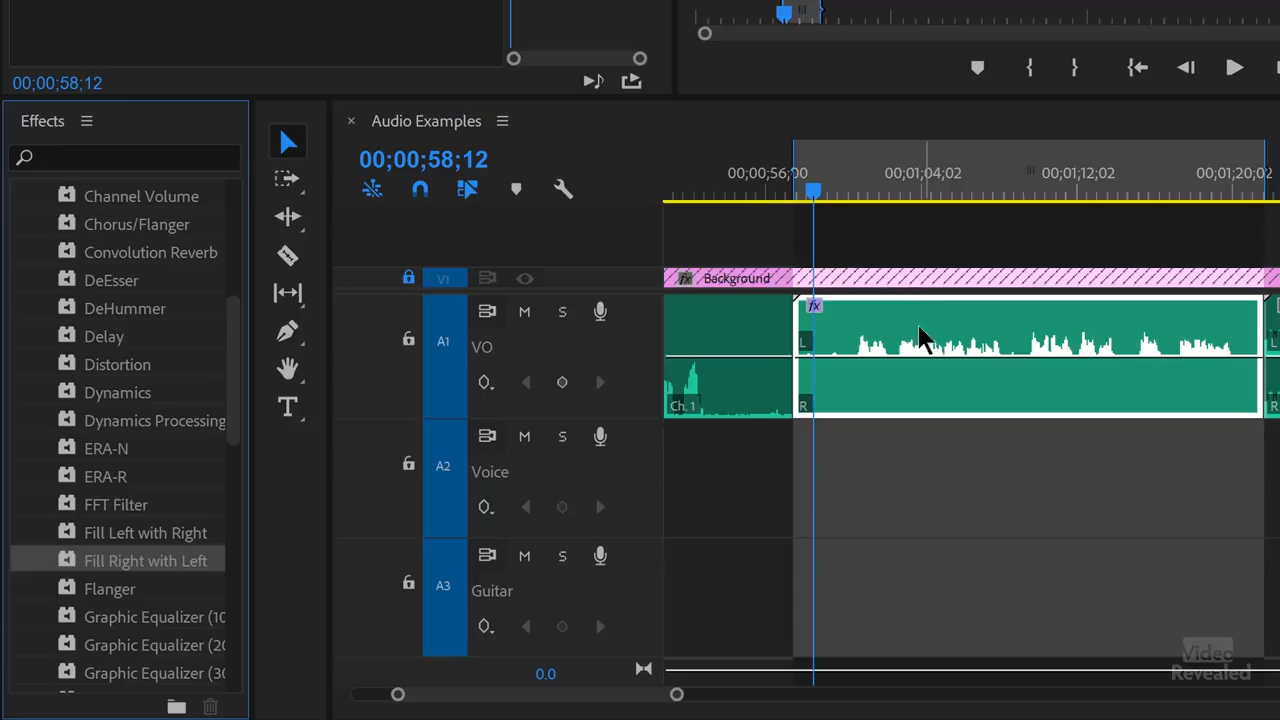 00;00;58;12
Effects
Audio Examples
00;00;58;12
00;00;56;00
00;01;04;02
00;01;12;02
00;01;20;02
Channel Volume
Chorus/Flanger
Convolution Reverb
DeEsser
DeHummer
Delay
Distortion
Dynamics
Dynamics Processing
ERA-N
ERA-R
FFT Filter
Fill Left with Right
Fill Right with Left
Flanger
Graphic Equalizer (10
Graphic Equalizer (20
Graphic Equalizer (30
V1
fx Background
A1
M
S
VO
fx
L
L
Ch.1
R
R
A2
M
S
Voice
A3
M
S
Guitar
0.0
Video
Revealed